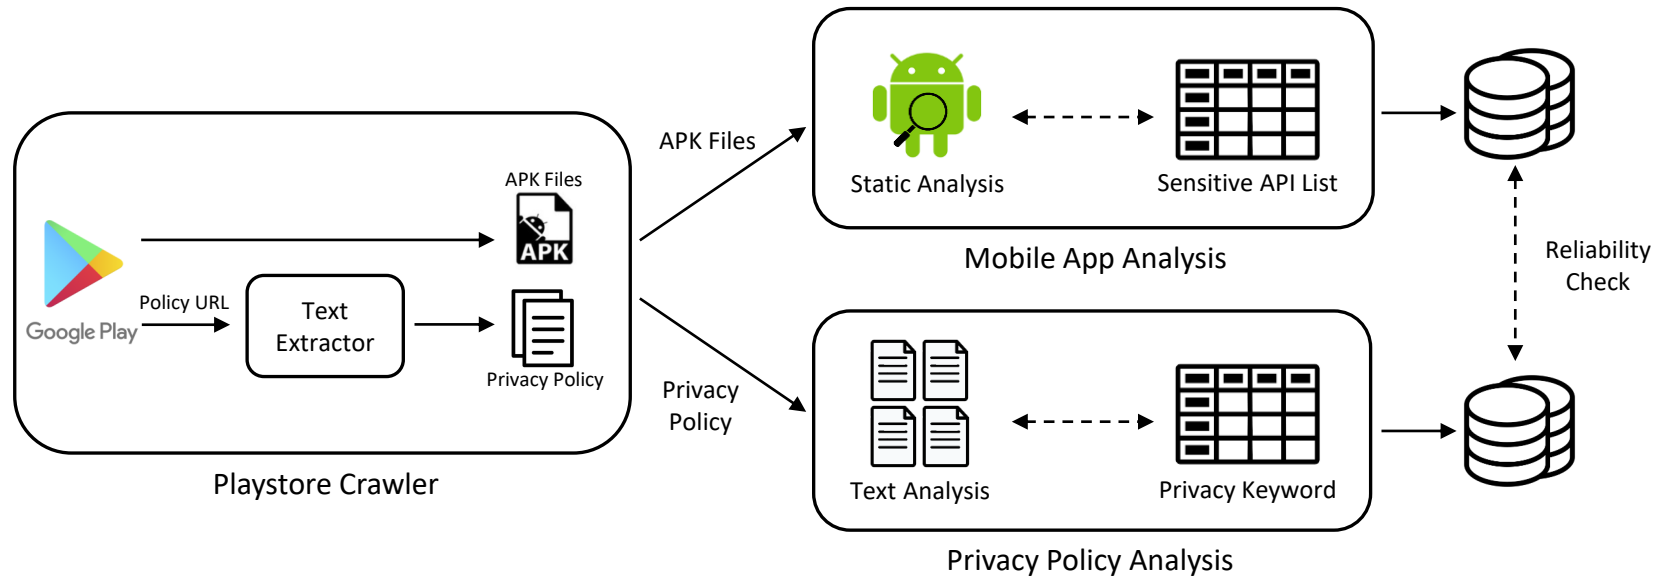 APK Files
APK
Google Play
Policy URL
Text
Extractor
Privacy Policy
Playstore Crawler
APK Files
Privacy
Policy
Static Analysis
Sensitive API List
Mobile App Analysis
Text Analysis
Privacy Keyword
Privacy Policy Analysis
Reliability
Check